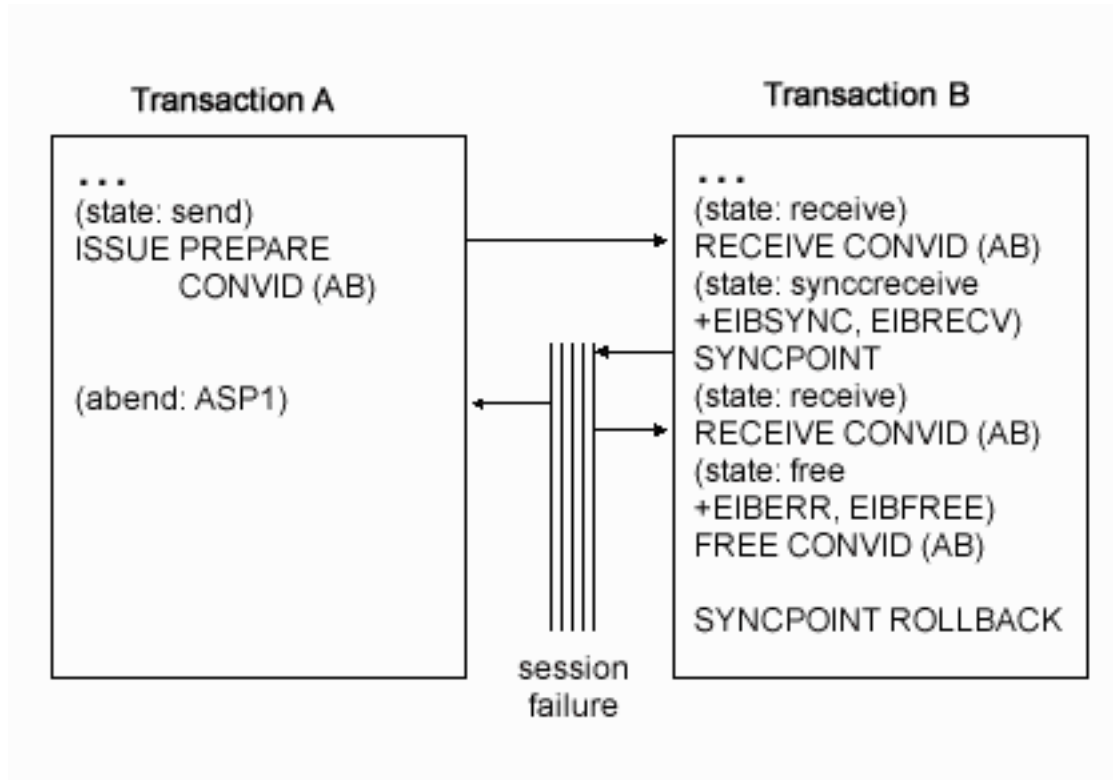 Transaction A
...
(state: send)
ISSUE PREPARE
CONVID (AB)
(abend: ASP1)
session
failure
Transaction B
...
(state: receive)
RECEIVE CONVID (AB)
(state: synccreceive
+EIBSYNC, EIBRECV)
SYNCPOINT
(state: receive)
RECEIVE CONVID (AB)
(state: free
+EIBERR, EIBFREE)
FREE CONVID (AB)
SYNCPOINT ROLLBACK